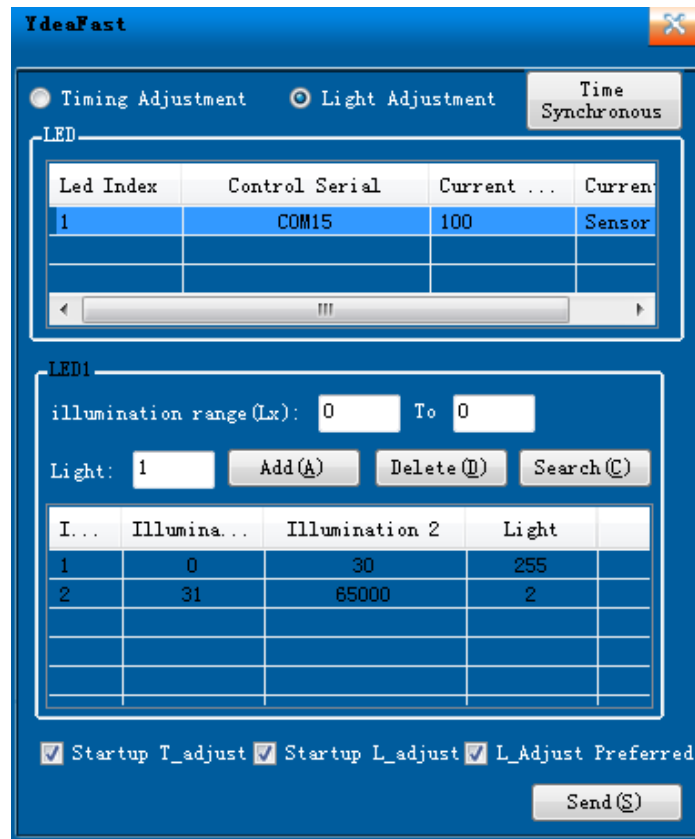 YdeaFast
Timing Adjustment Light Adjustment Time Synchronous
LED
Led Index Control Serial Current ... Curren
1 COM15 100 Sensor
LED1
illumination range(Lx): 0 To 0
Light: 1 Add(A) Delete(D) Search(C)
I... Illumina... Illumination 2 Light
1 0 30 255
2 31 65000 2
Startup T_adjust Startup L_adjust L_Adjust Preferred
Send(S)